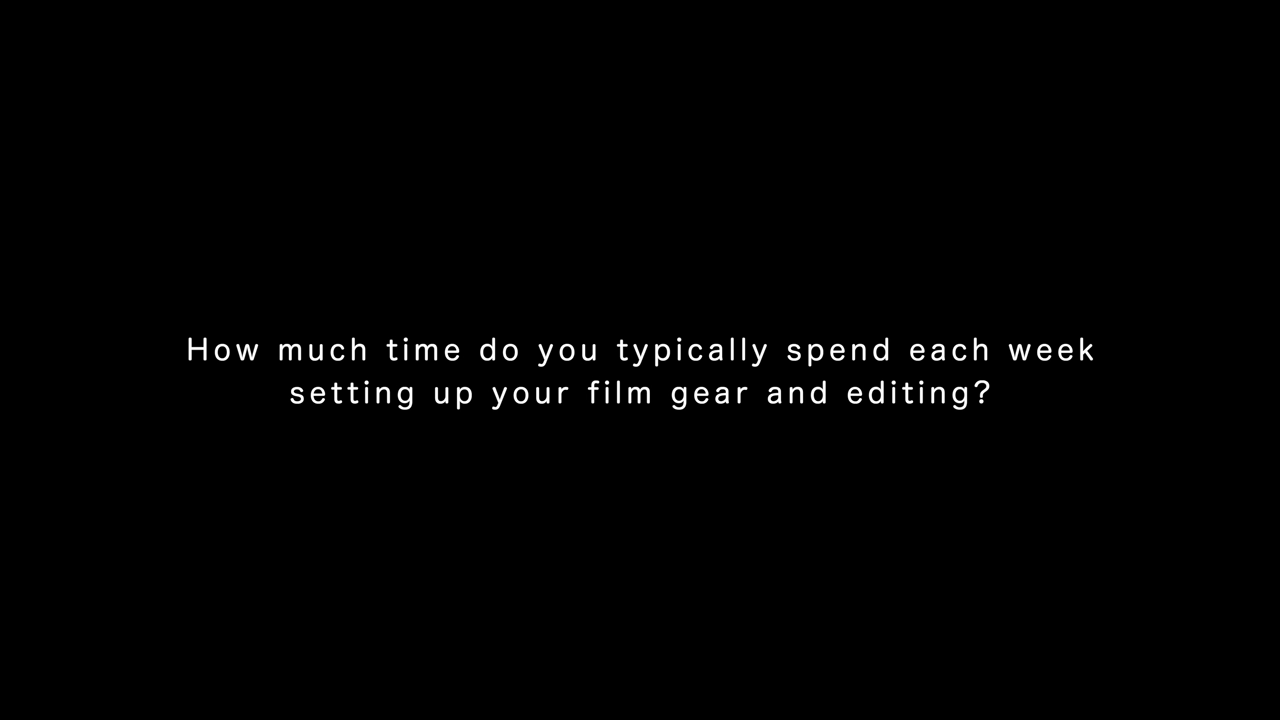 How much time do you typically spend each week
setting up your film gear and editing?